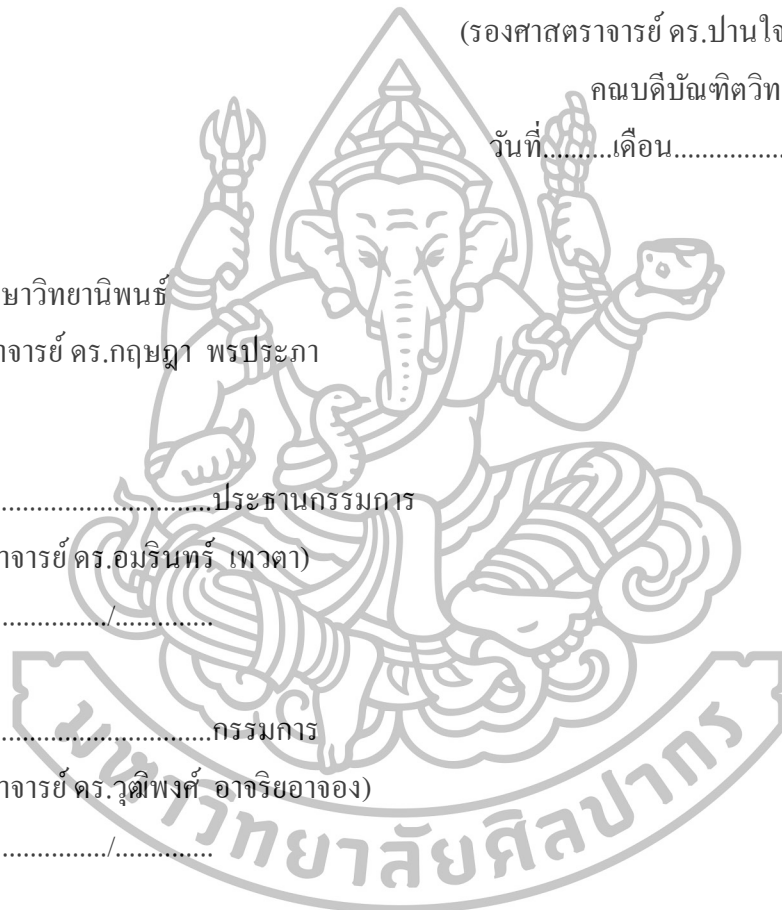 (รองศาสตราจารย์ ดร.ปานใจ
คณบดีบัณฑิตวิท
วันที่..........เดือน................
ษาวิทยานิพนธ์
าจารย์ ดร.กฤษฎา พรประภา
...............................ประธานกรรมการ
าจารย์ ดร.อมรินทร์ เทวตา)
................/..............
...............................กรรมการ
าจารย์ ดร.วุฒิพงศ์ อาจริยอาจอง)
................/..............
มหาวิทยาลัยศิลปากร